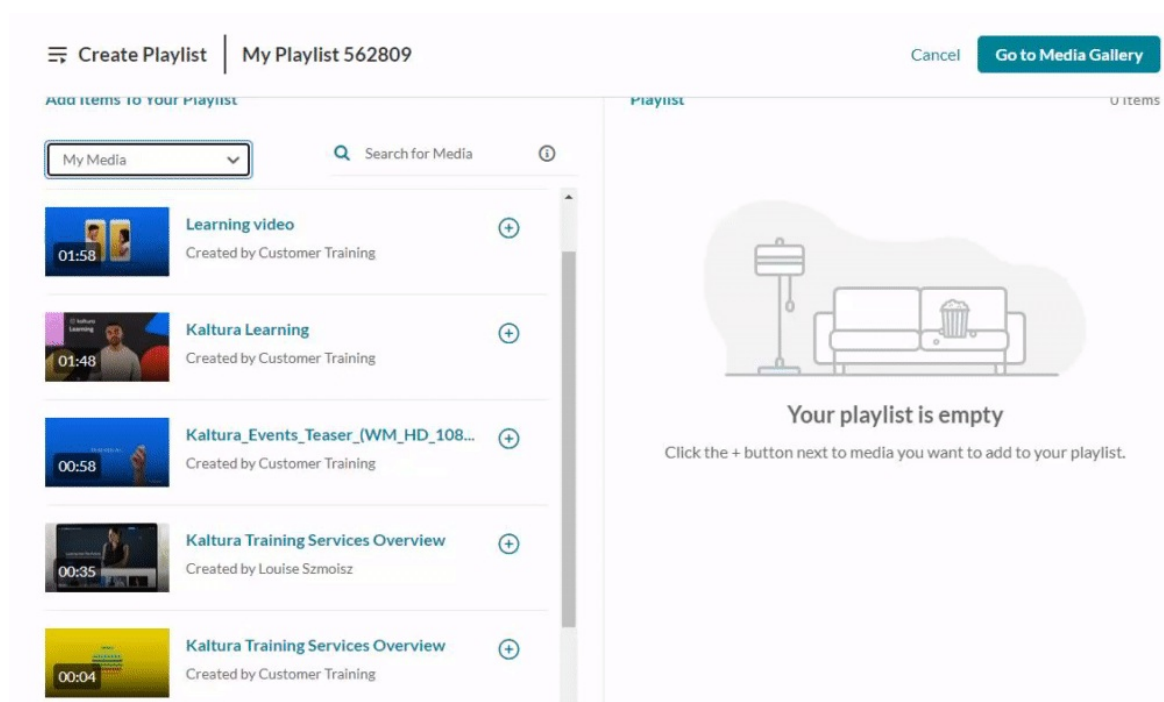 Create Playlist
My Playlist 562809
Cancel
Go to Media Gallery
Add Items To Your Playlist
My Media
Search for Media
01:58
Learning video
Created by Customer Training
Kaltura
Learning
01:48
Kaltura Learning
Created by Customer Training
00:58
Kaltura_Events_Teaser_(WM_HD_108...
Created by Customer Training
00:35
Kaltura Training Services Overview
Created by Louise Szmoisz
00:04
Kaltura Training Services Overview
Created by Customer Training
Playlist
0 Items
Your playlist is empty
Click the + button next to media you want to add to your playlist.